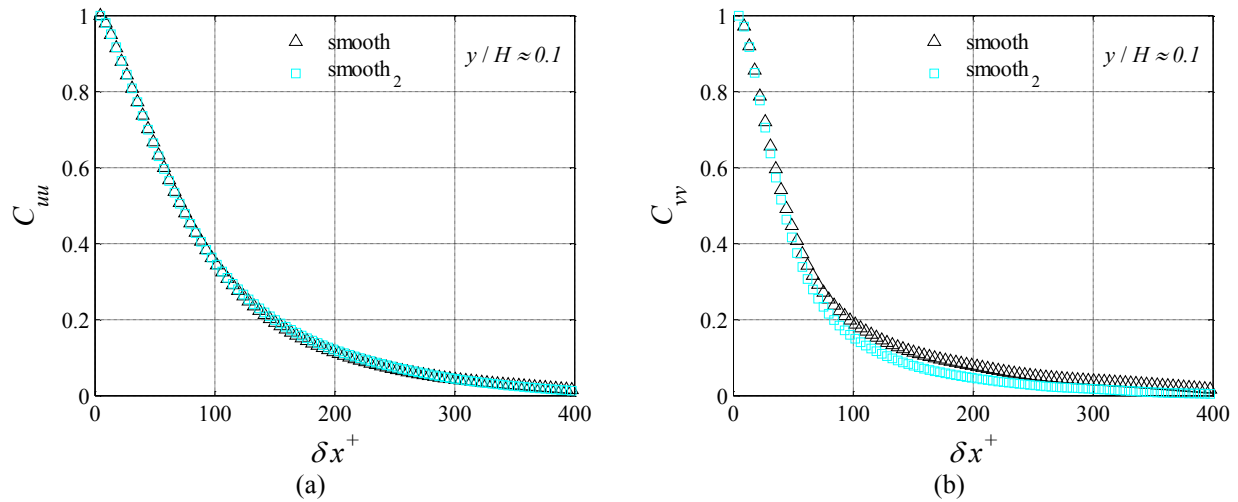 1
0.8
0.6
0.4
0.2
0
0 100 200 300 400
C_uu
δx⁺
smooth
smooth₂
y / H ≈ 0.1
(a)
1
0.8
0.6
0.4
0.2
0
0 100 200 300 400
C_vv
δx⁺
smooth
smooth₂
y / H ≈ 0.1
(b)